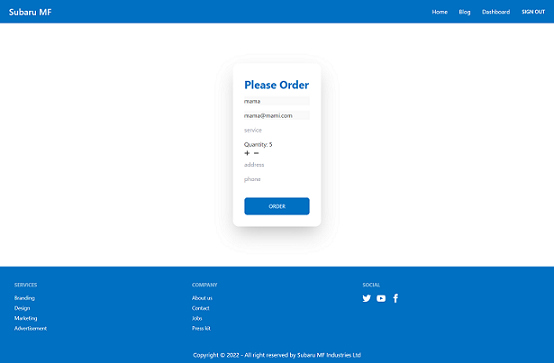 Subaru MF
Home Blog Dashboard SIGN OUT
Please Order
mama
mama@mami.com
service
Quantity: 5
+ −
address
phone
ORDER
SERVICES
Branding
Design
Marketing
Advertisement
COMPANY
About us
Contact
Jobs
Press kit
SOCIAL
Copyright © 2022 - All right reserved by Subaru MF Industries Ltd